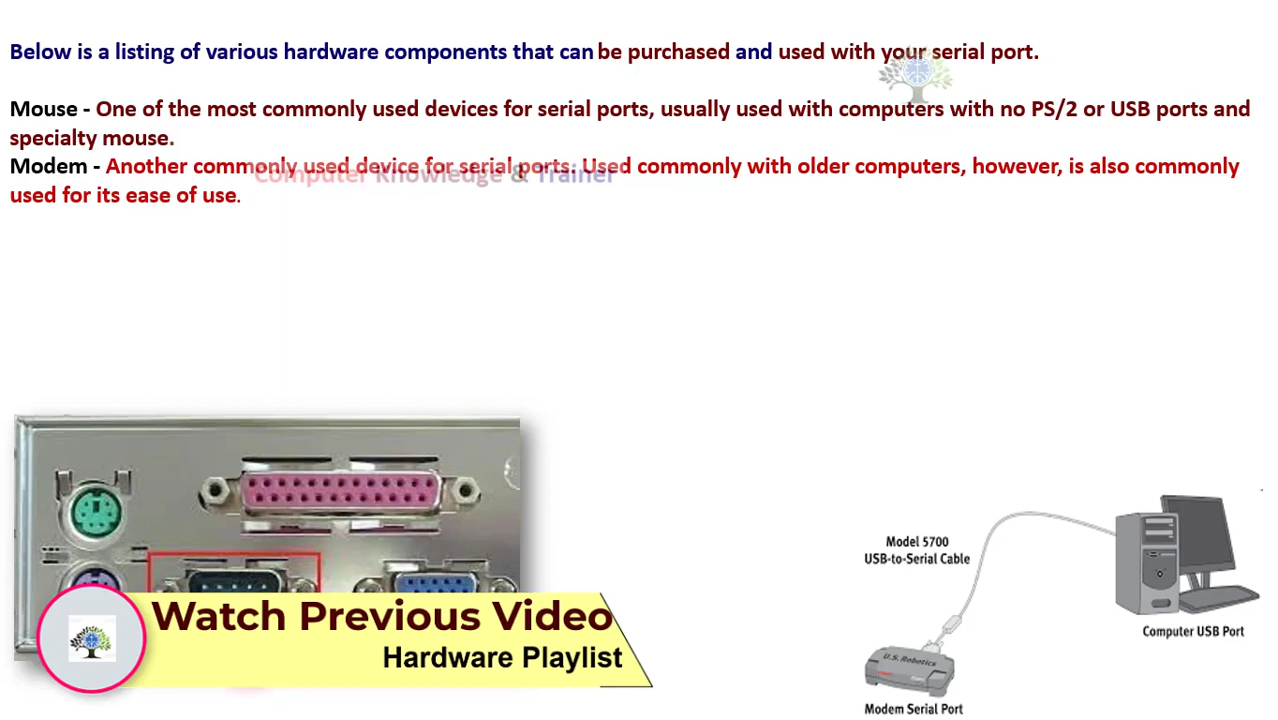 Below is a listing of various hardware components that can be purchased and used with your serial port.
Mouse - One of the most commonly used devices for serial ports, usually used with computers with no PS/2 or USB ports and
specialty mouse.
Modem - Another commonly used device for serial ports. Used commonly with older computers, however, is also commonly
used for its ease of use.
Computer Knowledge & Trainer
Model 5700
USB-to-Serial Cable
Computer USB Port
U.S. Robotics
Modem Serial Port
Watch Previous Video
Hardware Playlist